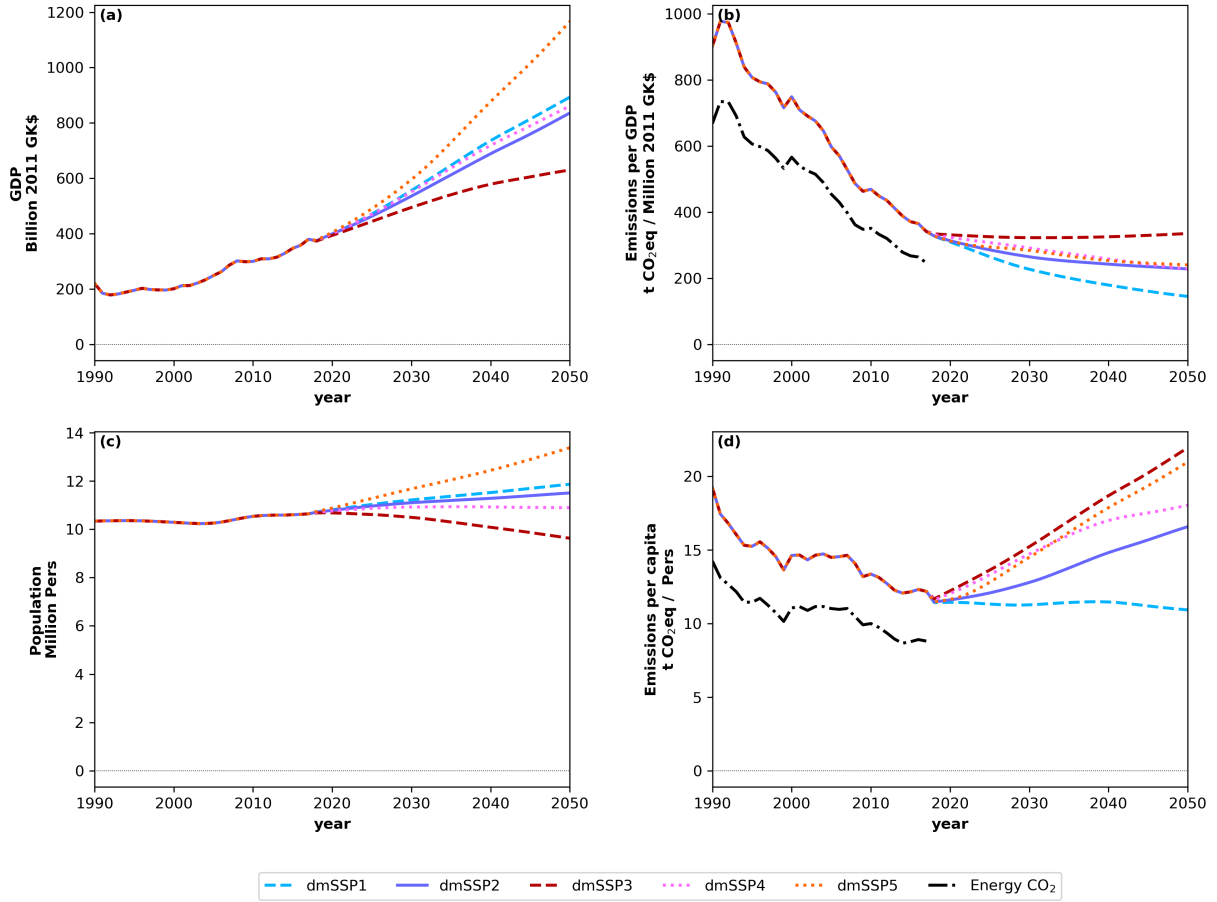 (a)
1200
1000
800
600
400
200
0
GDP
Billion 2011 GK$
1990 2000 2010 2020 2030 2040 2050
year
(b)
1000
800
600
400
200
0
Emissions per GDP
t CO₂eq / Million 2011 GK$
1990 2000 2010 2020 2030 2040 2050
year
(c)
14
12
10
8
6
4
2
0
Population
Million Pers
1990 2000 2010 2020 2030 2040 2050
year
(d)
20
15
10
5
0
Emissions per capita
t CO₂eq / Pers
1990 2000 2010 2020 2030 2040 2050
year
dmSSP1 dmSSP2 dmSSP3 dmSSP4 dmSSP5 Energy CO₂